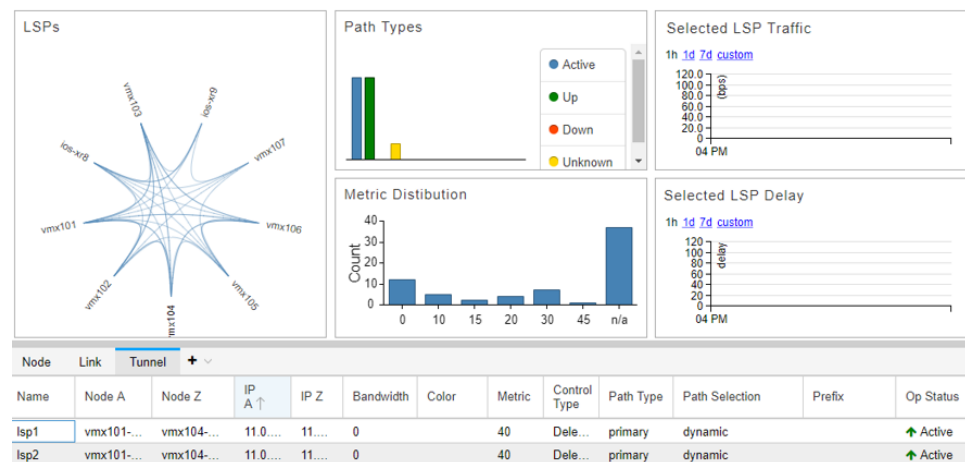 LSPs
vmx103
ios-xr9
ios-xr8
vmx107
vmx101
vmx106
vmx102
vmx105
mx104
Path Types
Active
Up
Down
Unknown
Metric Distibution
Count
40
30
20
10
0
0 10 15 20 30 45 n/a
Selected LSP Traffic
1h 1d 7d custom
(bps)
120.0
100.0
80.00
60.00
40.0
20.0
0
04 PM
Selected LSP Delay
1h 1d 7d custom
delay
120
100
80
60
40
20
0
04 PM
Node Link Tunnel +
Name Node A Node Z IP A ↑ IP Z Bandwidth Color Metric Control Type Path Type Path Selection Prefix Op Status
lsp1 vmx101-... vmx104-... 11.0.... 11.... 0 40 Dele... primary dynamic Active
lsp2 vmx101-... vmx104-... 11.0.... 11.... 0 40 Dele... primary dynamic Active